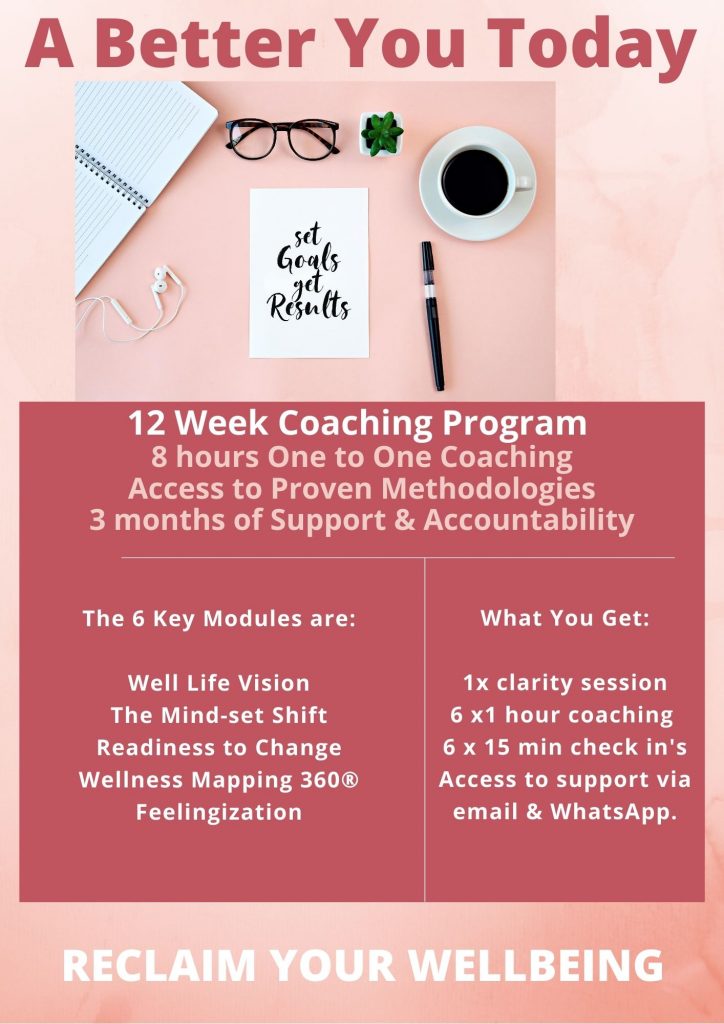 A Better You Today
set
Goals
get
Results
12 Week Coaching Program
8 hours One to One Coaching
Access to Proven Methodologies
3 months of Support & Accountability
The 6 Key Modules are:
Well Life Vision
The Mind-set Shift
Readiness to Change
Wellness Mapping 360®
Feelingization
What You Get:
1x clarity session
6 x1 hour coaching
6 x 15 min check in's
Access to support via
email & WhatsApp.
RECLAIM YOUR WELLBEING